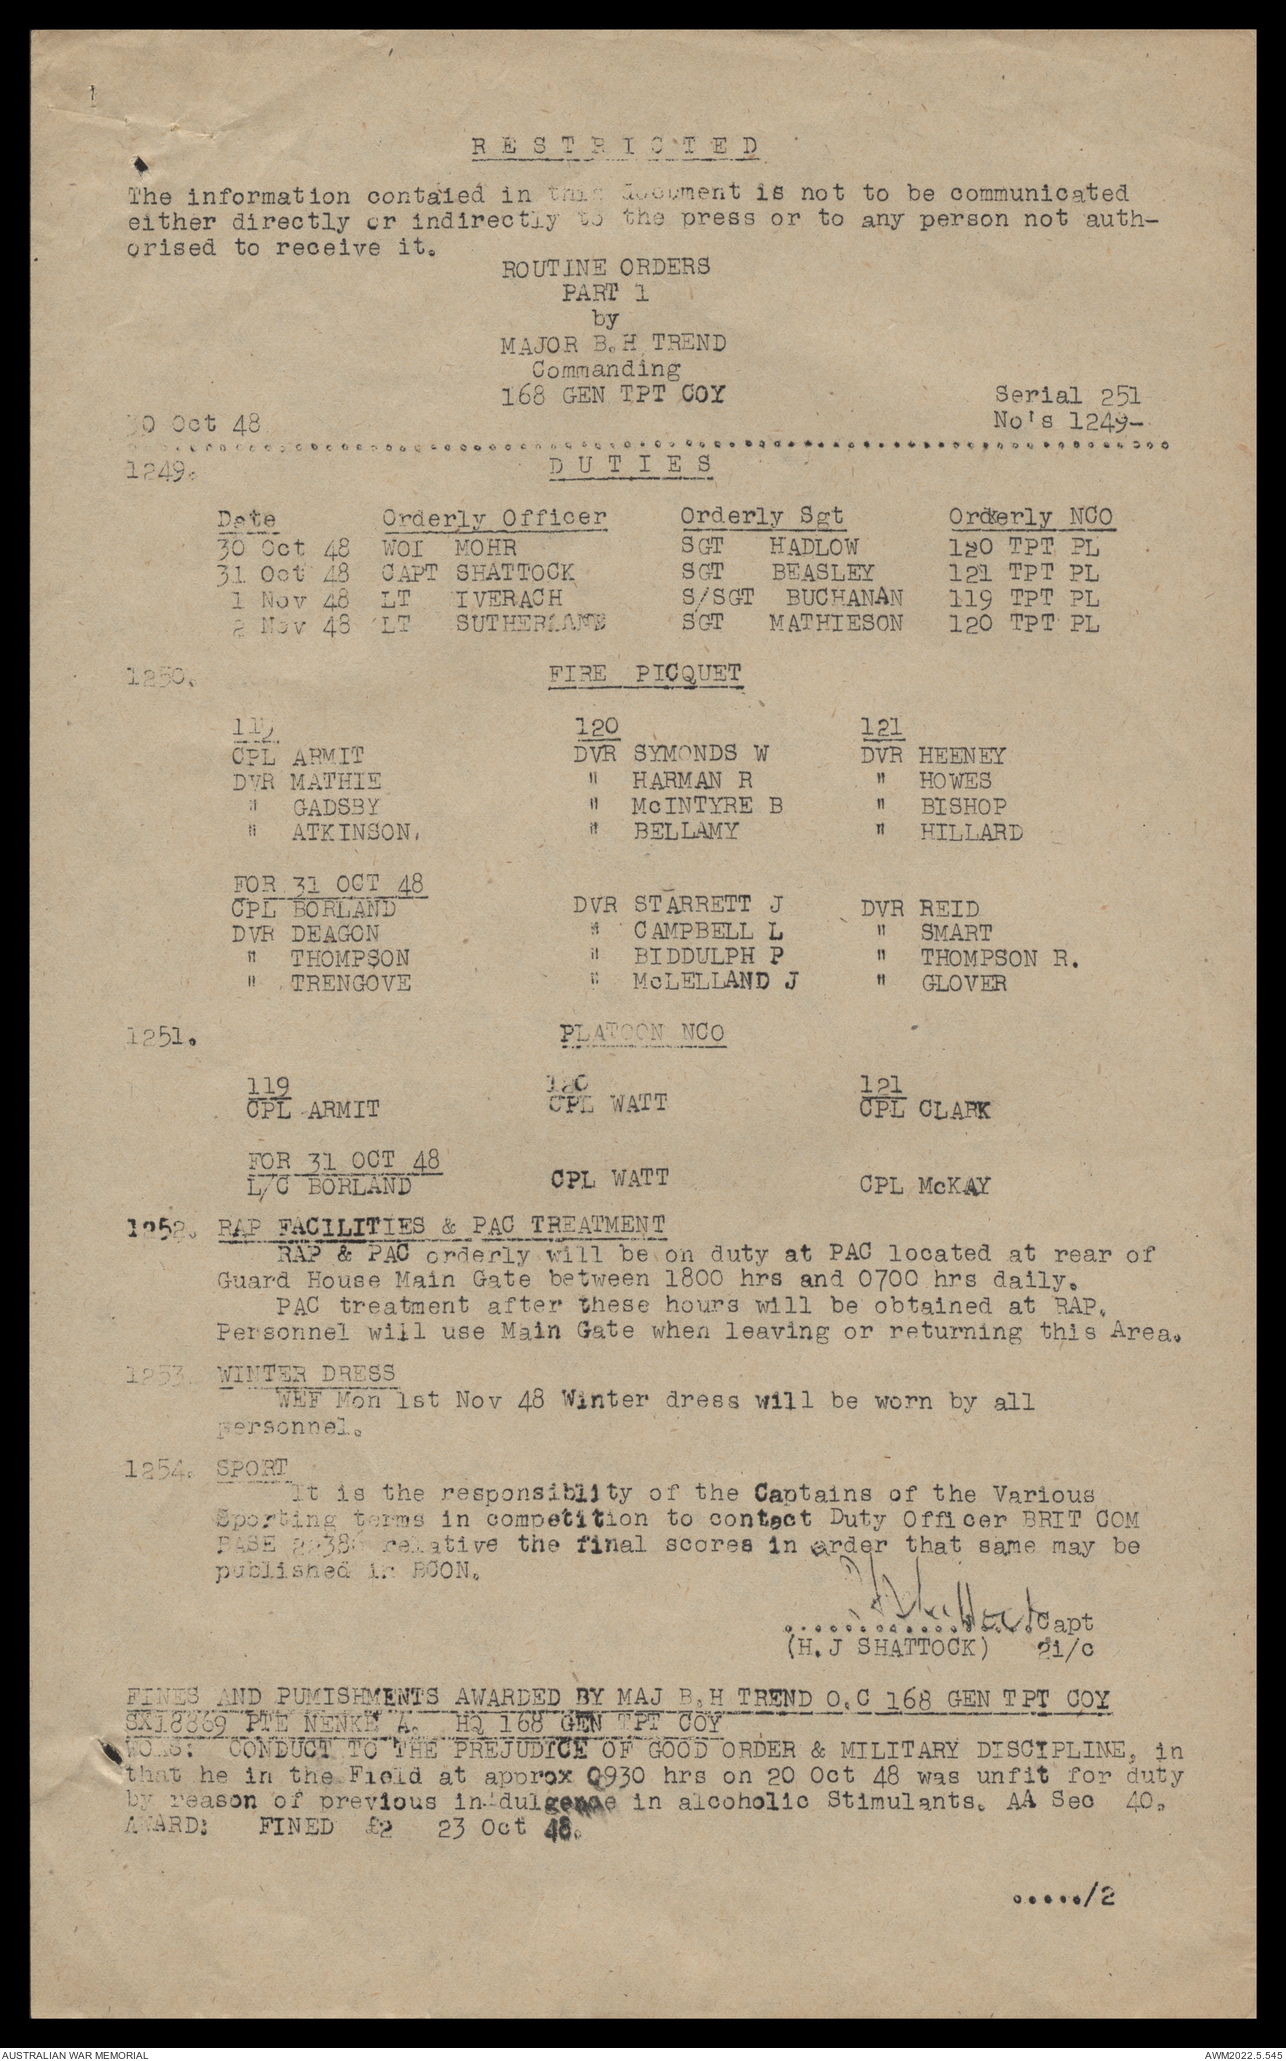 R E S T R I C T E D
The information contaied in this document is not to be communicated
either directly or indirectly to the press or to any person not auth-
orised to receive it.
ROUTINE ORDERS
PART 1
by
MAJOR B.H TREND
Commanding
168 GEN TPT COY
Serial 251
30 Oct 48
No's 1249-
1249. D U T I E S
Date Orderly Officer Orderly Sgt Orderly NCO
30 Oct 48 WOI MOHR SGT HADLOW 120 TPT PL
31 Oct 48 CAPT SHATTOCK SGT BEASLEY 121 TPT PL
1 Nov 48 LT IVERACH S/SGT BUCHANAN 119 TPT PL
2 Nov 48 LT SUTHERLAND SGT MATHIESON 120 TPT PL
1250. FIRE PICQUET
119 120 121
CPL ARMIT DVR SYMONDS W DVR HEENEY
DVR MATHIE " HARMAN R " HOWES
" GADSBY " McINTYRE B " BISHOP
" ATKINSON. " BELLAMY " HILLARD
FOR 31 OCT 48
CPL BORLAND DVR STARRETT J DVR REID
DVR DEAGON " CAMPBELL L " SMART
" THOMPSON " BIDDULPH P " THOMPSON R.
" TRENGOVE " McLELLAND J " GLOVER
1251. PLATOON NCO
119 120 121
CPL ARMIT CPL WATT CPL CLARK
FOR 31 OCT 48
L/C BORLAND CPL WATT CPL McKAY
1252. RAP FACILITIES & PAC TREATMENT
RAP & PAC orderly will be on duty at PAC located at rear of
Guard House Main Gate between 1800 hrs and 0700 hrs daily.
PAC treatment after these hours will be obtained at RAP.
Personnel will use Main Gate when leaving or returning this Area.
1253. WINTER DRESS
WEF Mon 1st Nov 48 Winter dress will be worn by all
personnel.
1254. SPORT
It is the responsiblity of the Captains of the Various
Sporting terms in competition to contact Duty Officer BRIT COM
BASE relative the final scores in order that same may be
published in BCON.
..................Capt
(H.J SHATTOCK) 2i/c
FINES AND PUMISHMENTS AWARDED BY MAJ B.H TREND O.C 168 GEN TPT COY
SX18869 PTE NENKE A. HQ 168 GEN TPT COY
CONDUCT TO THE PREJUDICE OF GOOD ORDER & MILITARY DISCIPLINE, in
that he in the Field at approx 0930 hrs on 20 Oct 48 was unfit for duty
by reason of previous indulgence in alcoholic Stimulants. AA Sec 40.
AWARD: FINED £2 23 Oct 48.
...../2
AUSTRALIAN WAR MEMORIAL AWM2022.5.545